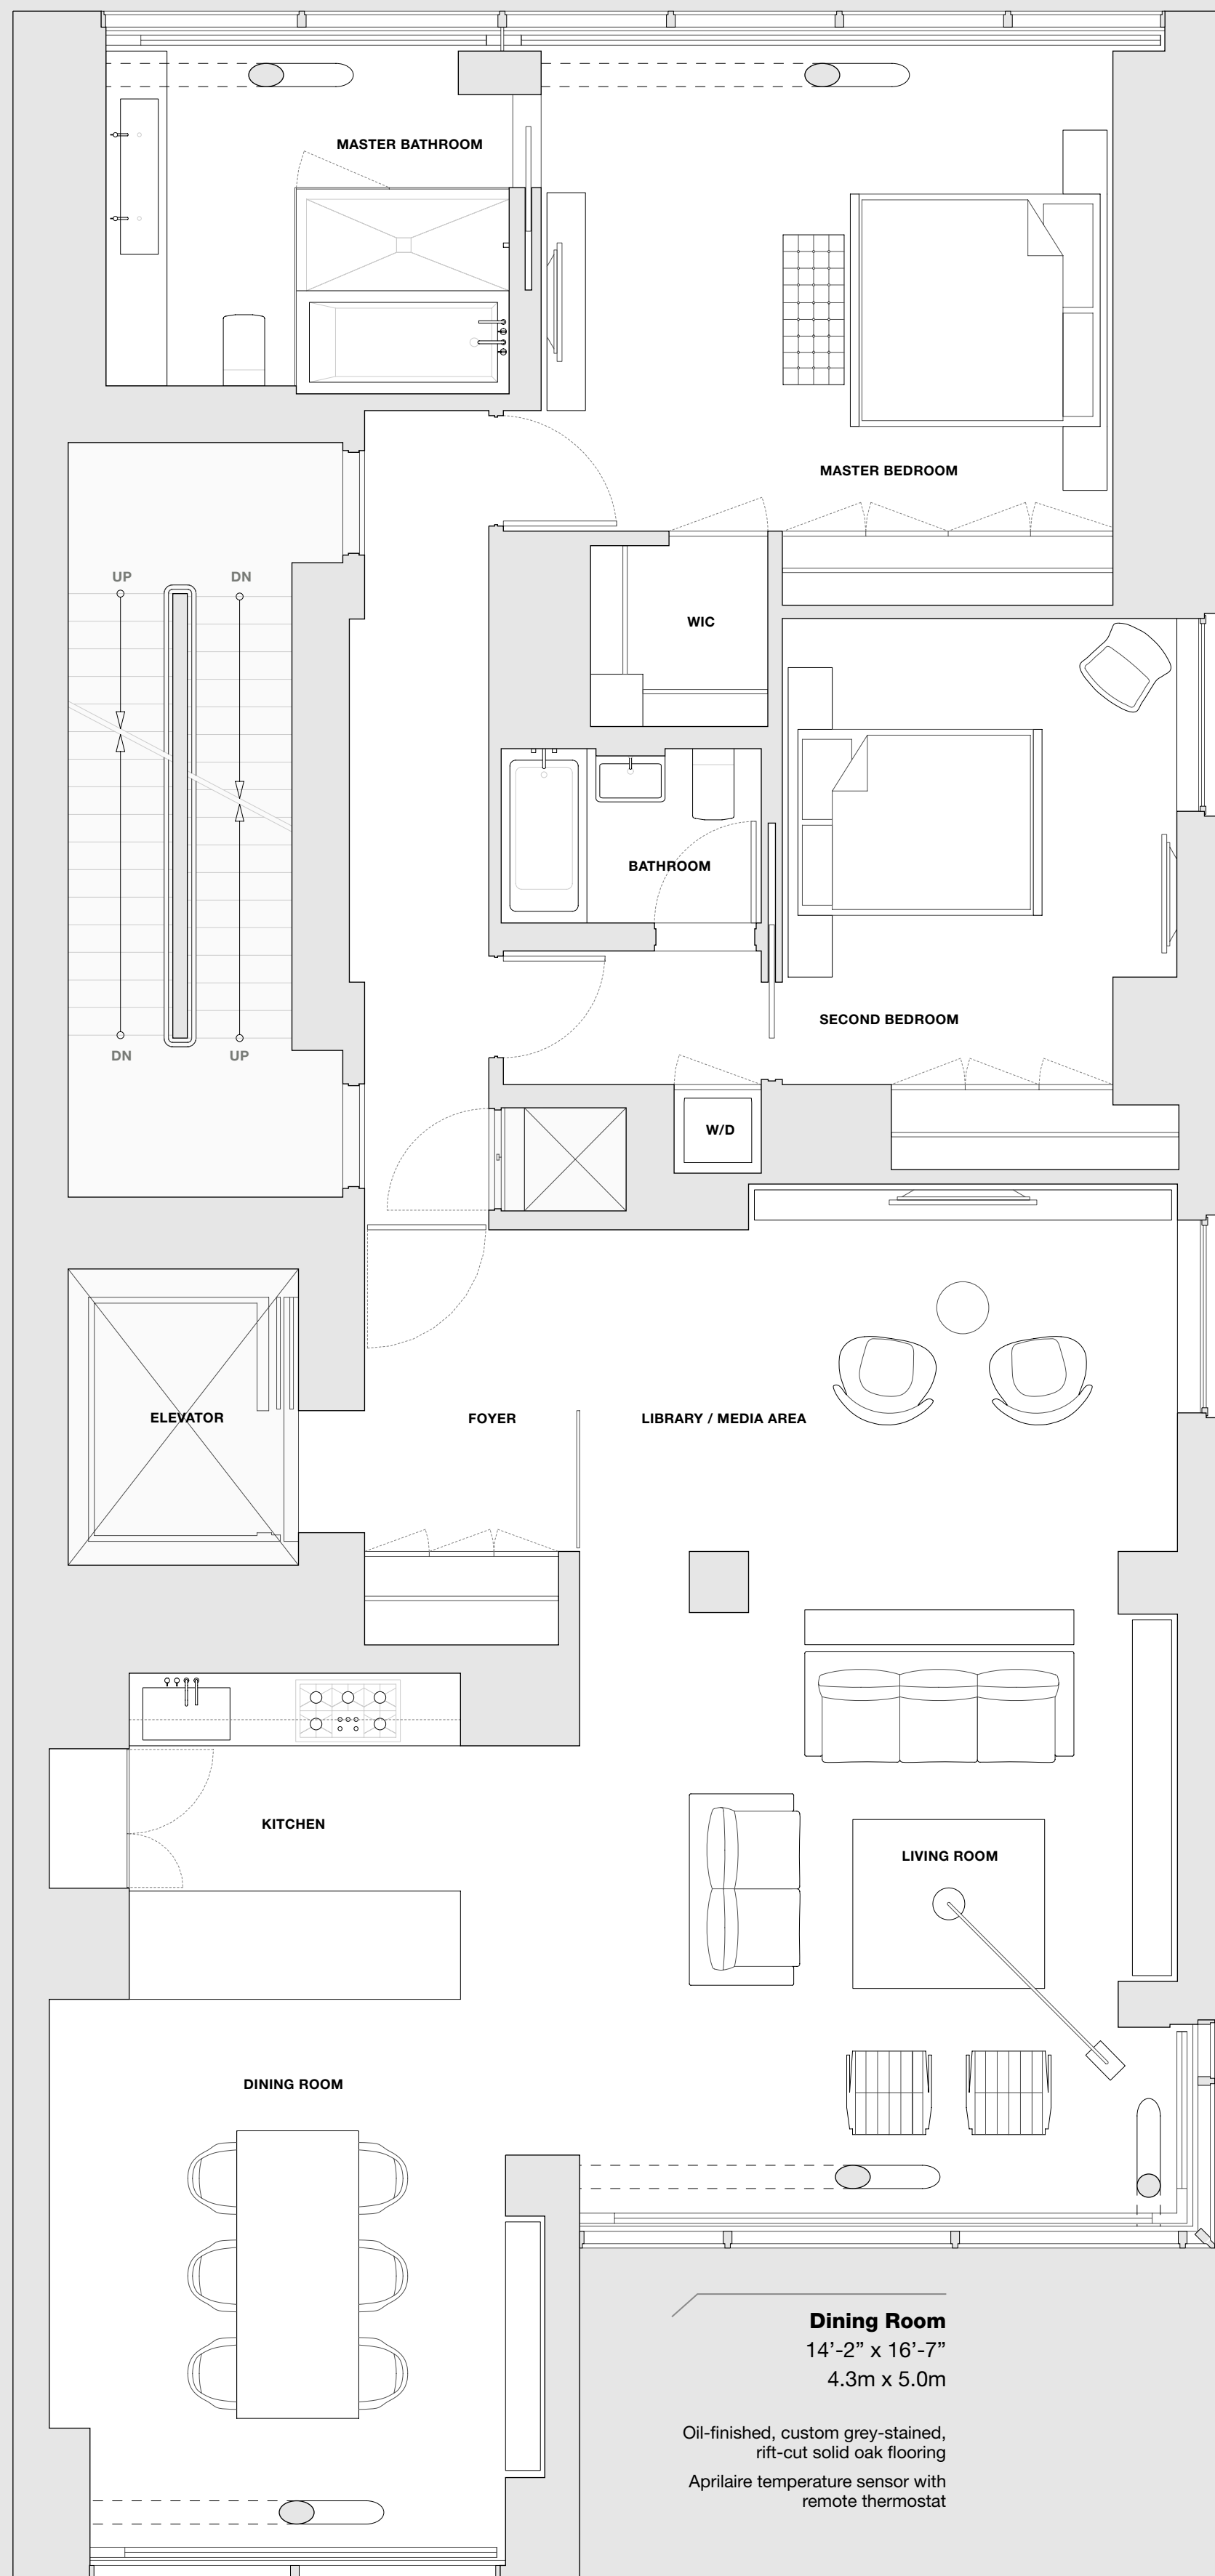 MASTER BATHROOM
MASTER BEDROOM
UP
DN
WIC
BATHROOM
SECOND BEDROOM
DN
UP
W/D
ELEVATOR
FOYER
LIBRARY / MEDIA AREA
KITCHEN
LIVING ROOM
DINING ROOM
Dining Room
14’-2” x 16’-7”
4.3m x 5.0m
Oil-finished, custom grey-stained,
rift-cut solid oak flooring
Aprilaire temperature sensor with
remote thermostat